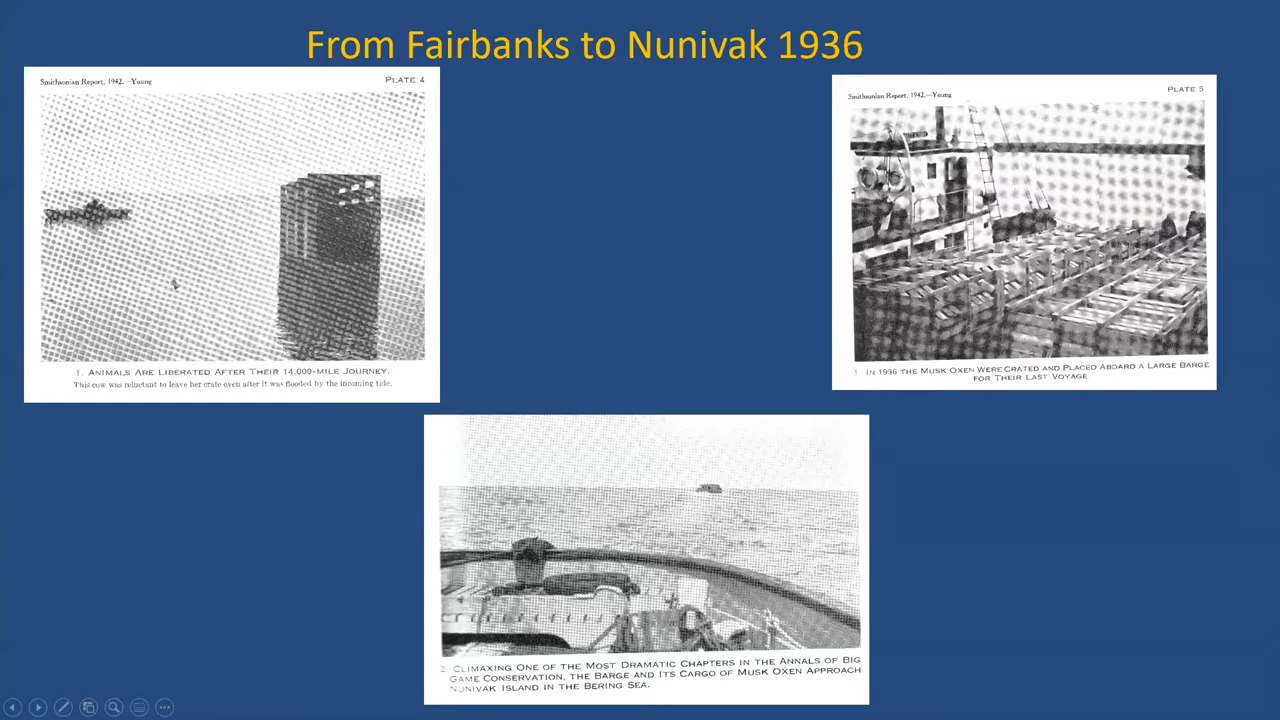 From Fairbanks to Nunivak 1936
Smithsonian Report, 1942.—Young
PLATE 4
1. ANIMALS ARE LIBERATED AFTER THEIR 14,000-MILE JOURNEY.
This cow was reluctant to leave her crate even after it was flooded by the incoming tide.
Smithsonian Report, 1942.—Young
PLATE 5
1 IN 1936 THE MUSK OXEN WERE CRATED AND PLACED ABOARD A LARGE BARGE
FOR THEIR LAST VOYAGE
2 CLIMAXING ONE OF THE MOST DRAMATIC CHAPTERS IN THE ANNALS OF BIG
GAME CONSERVATION, THE BARGE AND ITS CARGO OF MUSK OXEN APPROACH
NUNIVAK ISLAND IN THE BERING SEA.